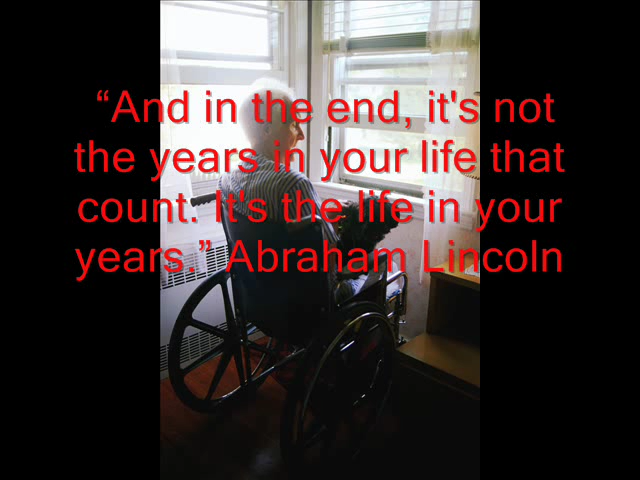 “And in the end, it's not
the years in your life that
count. It's the life in your
years.” Abraham Lincoln